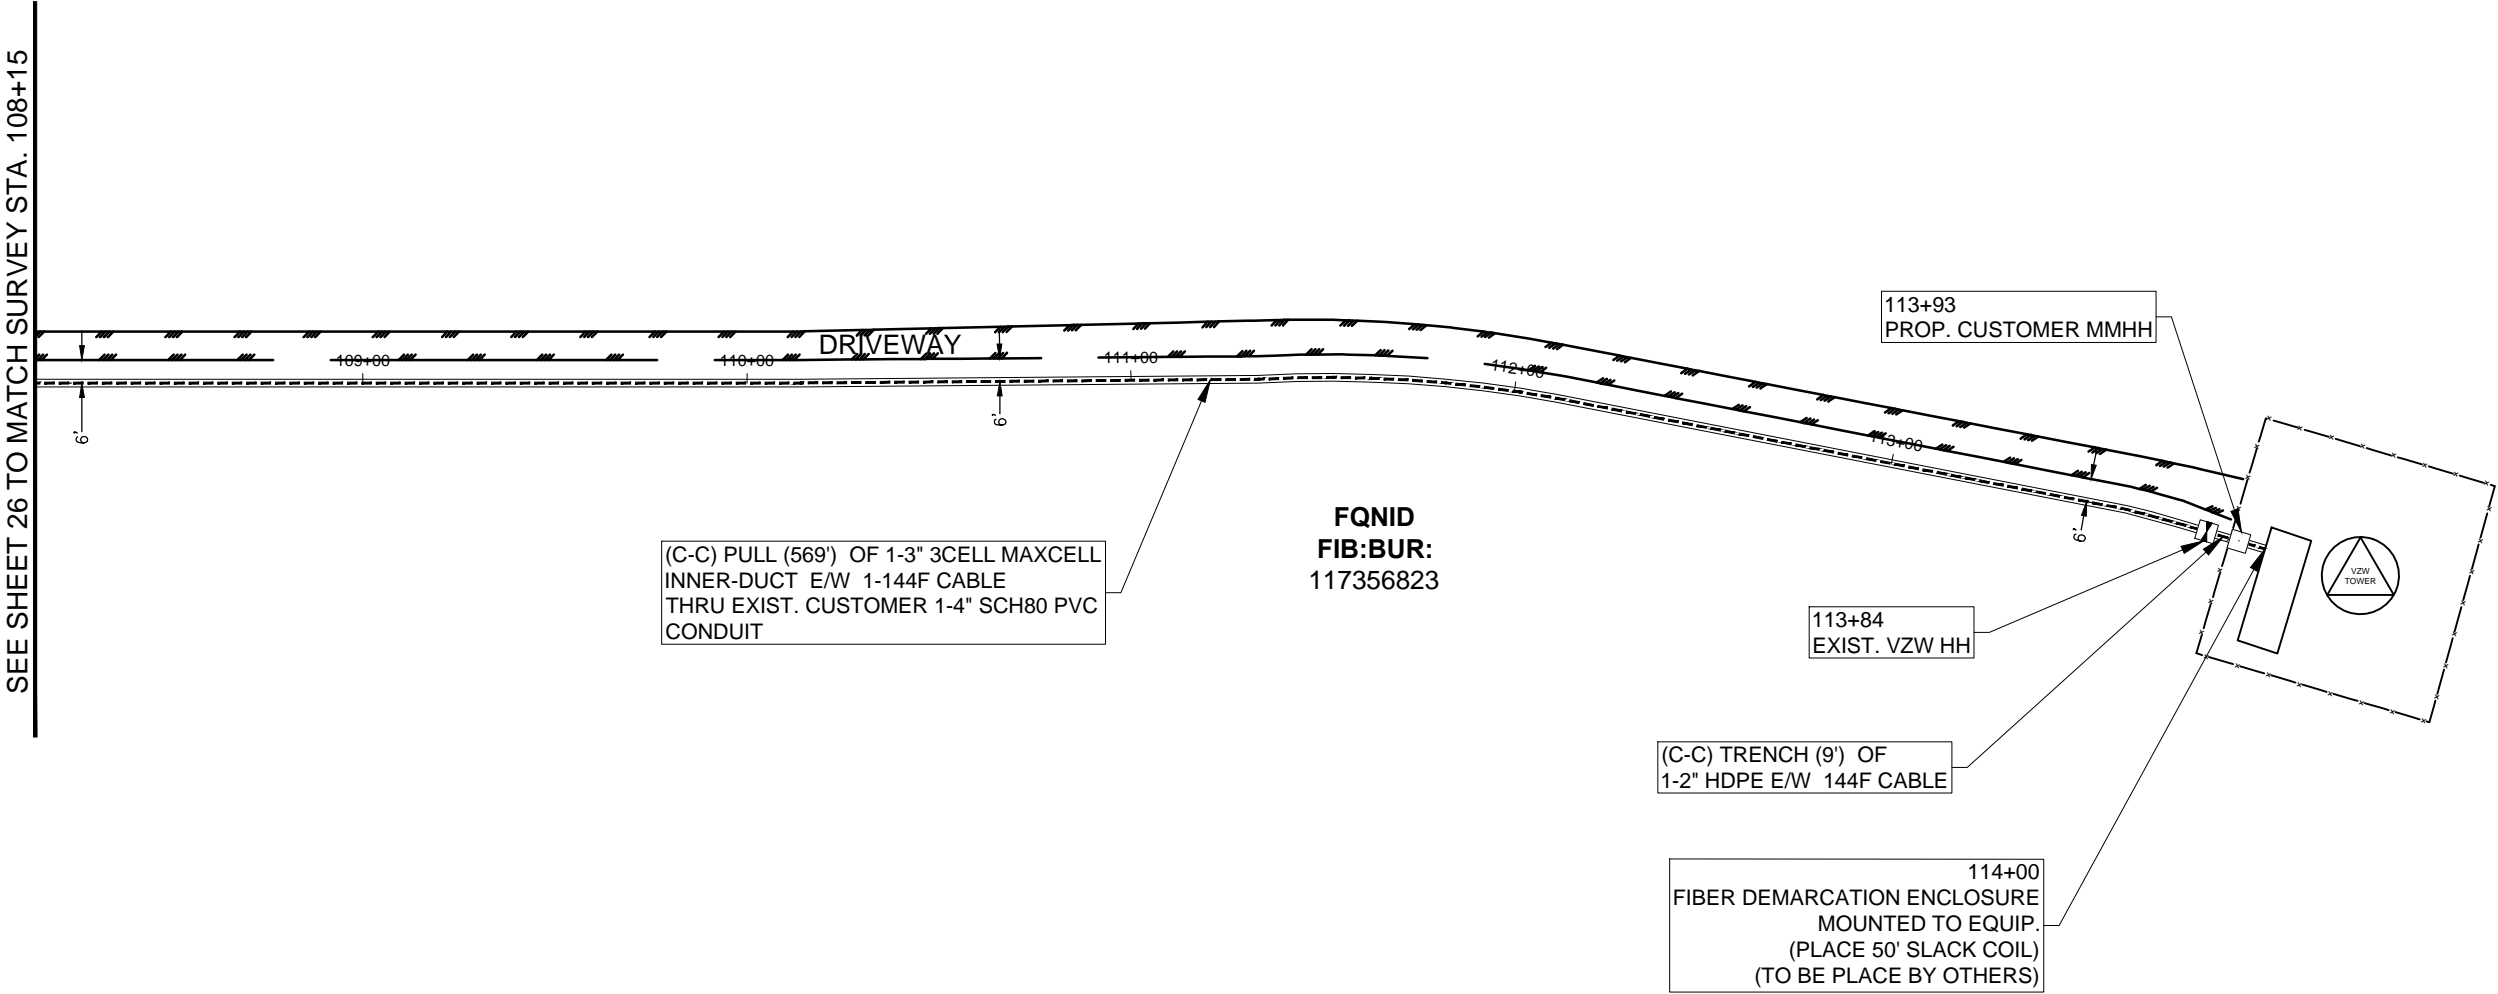 SEE SHEET 26 TO MATCH SURVEY STA. 108+15
109+00
110+00
DRIVEWAY
111+00
112+00
113+00
6'
6'
6'
113+93
PROP. CUSTOMER MMHH
(C-C) PULL (569') OF 1-3" 3CELL MAXCELL
INNER-DUCT E/W 1-144F CABLE
THRU EXIST. CUSTOMER 1-4" SCH80 PVC
CONDUIT
FQNID
FIB:BUR:
117356823
VZW
TOWER
113+84
EXIST. VZW HH
(C-C) TRENCH (9') OF
1-2" HDPE E/W 144F CABLE
114+00
FIBER DEMARCATION ENCLOSURE
MOUNTED TO EQUIP.
(PLACE 50' SLACK COIL)
(TO BE PLACE BY OTHERS)